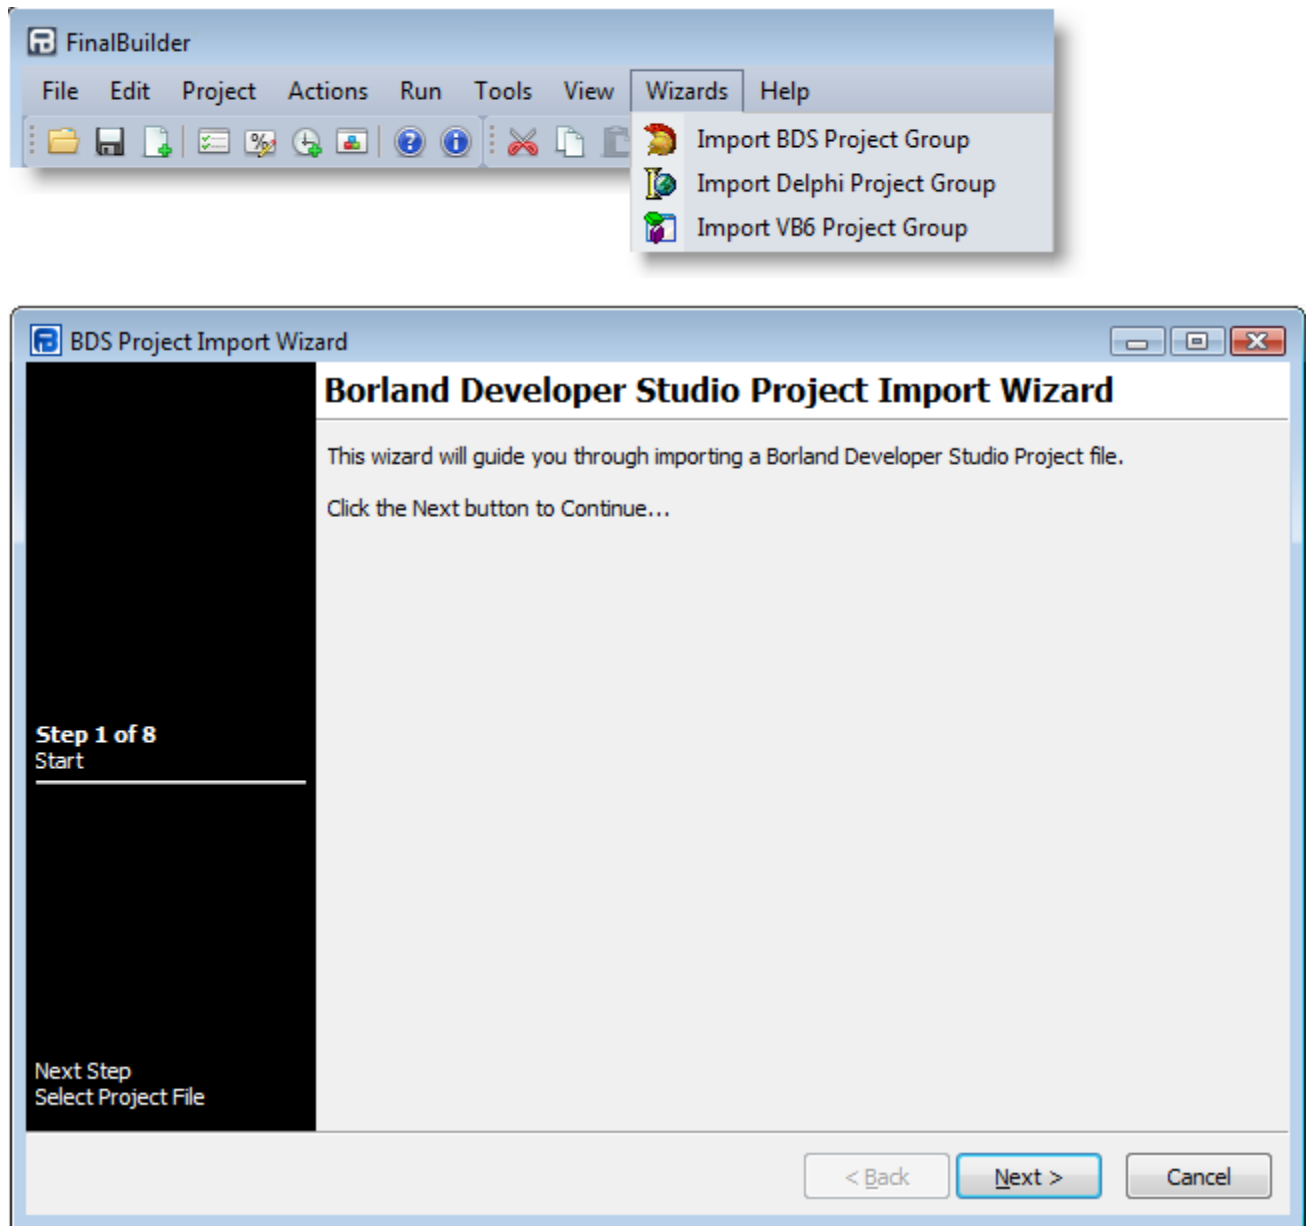 FinalBuilder
File Edit Project Actions Run Tools View Wizards Help
Import BDS Project Group
Import Delphi Project Group
Import VB6 Project Group
BDS Project Import Wizard
Borland Developer Studio Project Import Wizard
This wizard will guide you through importing a Borland Developer Studio Project file.
Click the Next button to Continue...
Step 1 of 8
Start
Next Step
Select Project File
< Back Next > Cancel